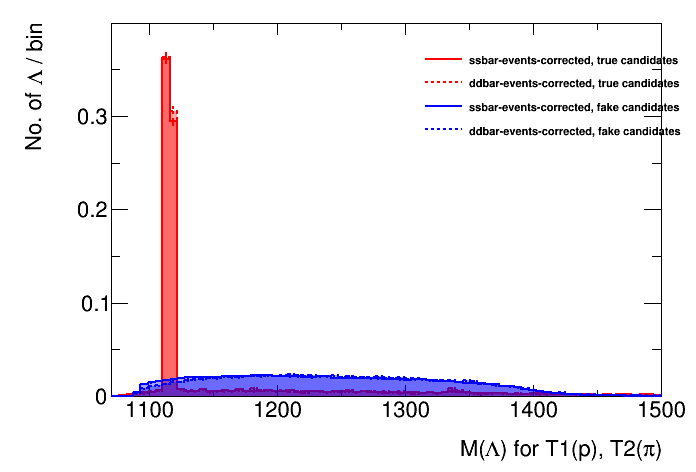 No. of Λ / bin
ssbar-events-corrected, true candidates
ddbar-events-corrected, true candidates
ssbar-events-corrected, fake candidates
ddbar-events-corrected, fake candidates
0.3
0.2
0.1
0
1100 1200 1300 1400 1500
M(Λ) for T1(p), T2(π)